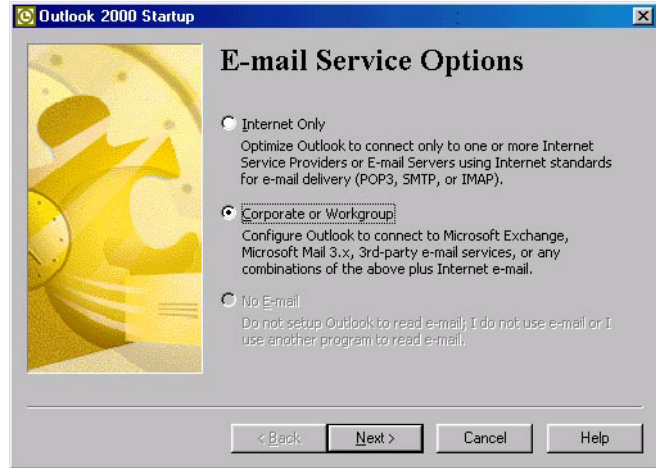 Outlook 2000 Startup
E-mail Service Options
Internet Only
Optimize Outlook to connect only to one or more Internet
Service Providers or E-mail Servers using Internet standards
for e-mail delivery (POP3, SMTP, or IMAP).
Corporate or Workgroup
Configure Outlook to connect to Microsoft Exchange,
Microsoft Mail 3.x, 3rd-party e-mail services, or any
combinations of the above plus Internet e-mail.
No E-mail
Do not setup Outlook to read e-mail; I do not use e-mail or I
use another program to read e-mail.
< Back Next > Cancel Help